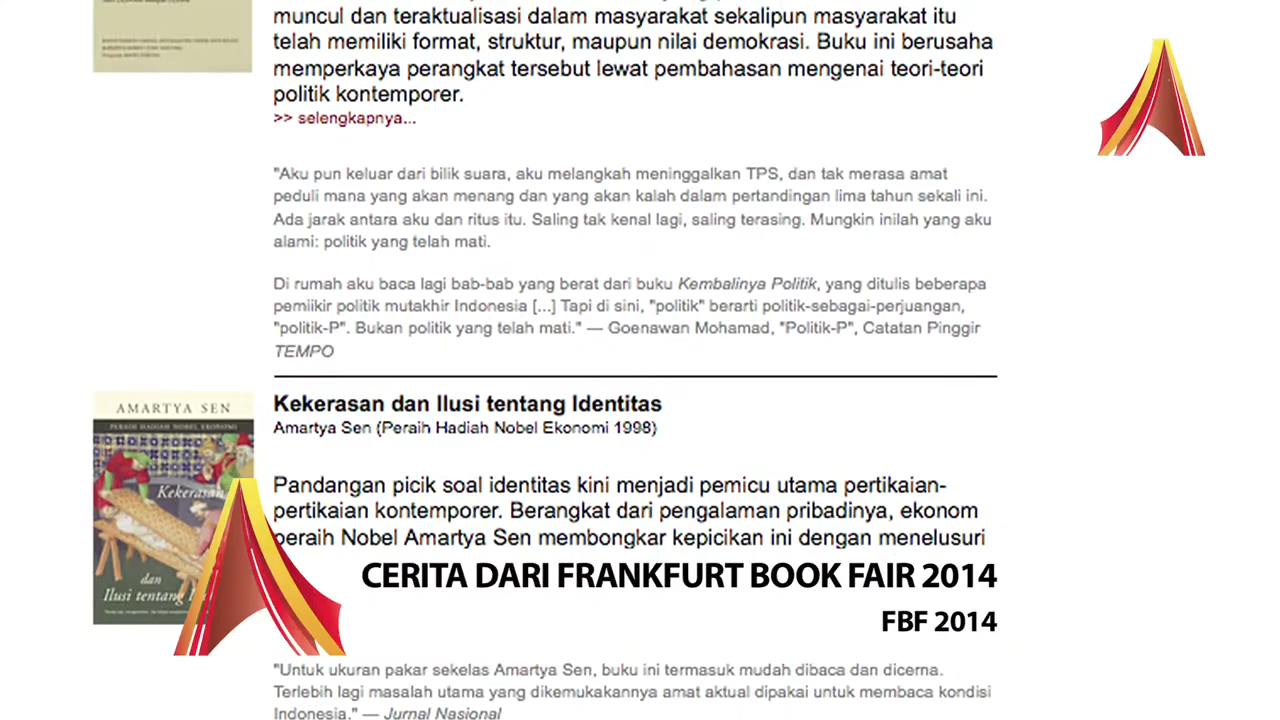 muncul dan teraktualisasi dalam masyarakat sekalipun masyarakat itu
telah memiliki format, struktur, maupun nilai demokrasi. Buku ini berusaha
memperkaya perangkat tersebut lewat pembahasan mengenai teori-teori
politik kontemporer.
>> selengkapnya...
"Aku pun keluar dari bilik suara, aku melangkah meninggalkan TPS, dan tak merasa amat
peduli mana yang akan menang dan yang akan kalah dalam pertandingan lima tahun sekali ini.
Ada jarak antara aku dan ritus itu. Saling tak kenal lagi, saling terasing. Mungkin inilah yang aku
alami: politik yang telah mati.
Di rumah aku baca lagi bab-bab yang berat dari buku Kembalinya Politik, yang ditulis beberapa
pemiikir politik mutakhir Indonesia [...] Tapi di sini, "politik" berarti politik-sebagai-perjuangan,
"politik-P". Bukan politik yang telah mati." — Goenawan Mohamad, "Politik-P", Catatan Pinggir
TEMPO
AMARTYA SEN
PERAIH HADIAH NOBEL EKONOMI
Kekerasan
dan
Ilusi tentang
Kekerasan dan Ilusi tentang Identitas
Amartya Sen (Peraih Hadiah Nobel Ekonomi 1998)
Pandangan picik soal identitas kini menjadi pemicu utama pertikaian-
pertikaian kontemporer. Berangkat dari pengalaman pribadinya, ekonom
peraih Nobel Amartya Sen membongkar kepicikan ini dengan menelusuri
CERITA DARI FRANKFURT BOOK FAIR 2014
FBF 2014
"Untuk ukuran pakar sekelas Amartya Sen, buku ini termasuk mudah dibaca dan dicerna.
Terlebih lagi masalah utama yang dikemukakannya amat aktual dipakai untuk membaca kondisi
Indonesia." — Jurnal Nasional